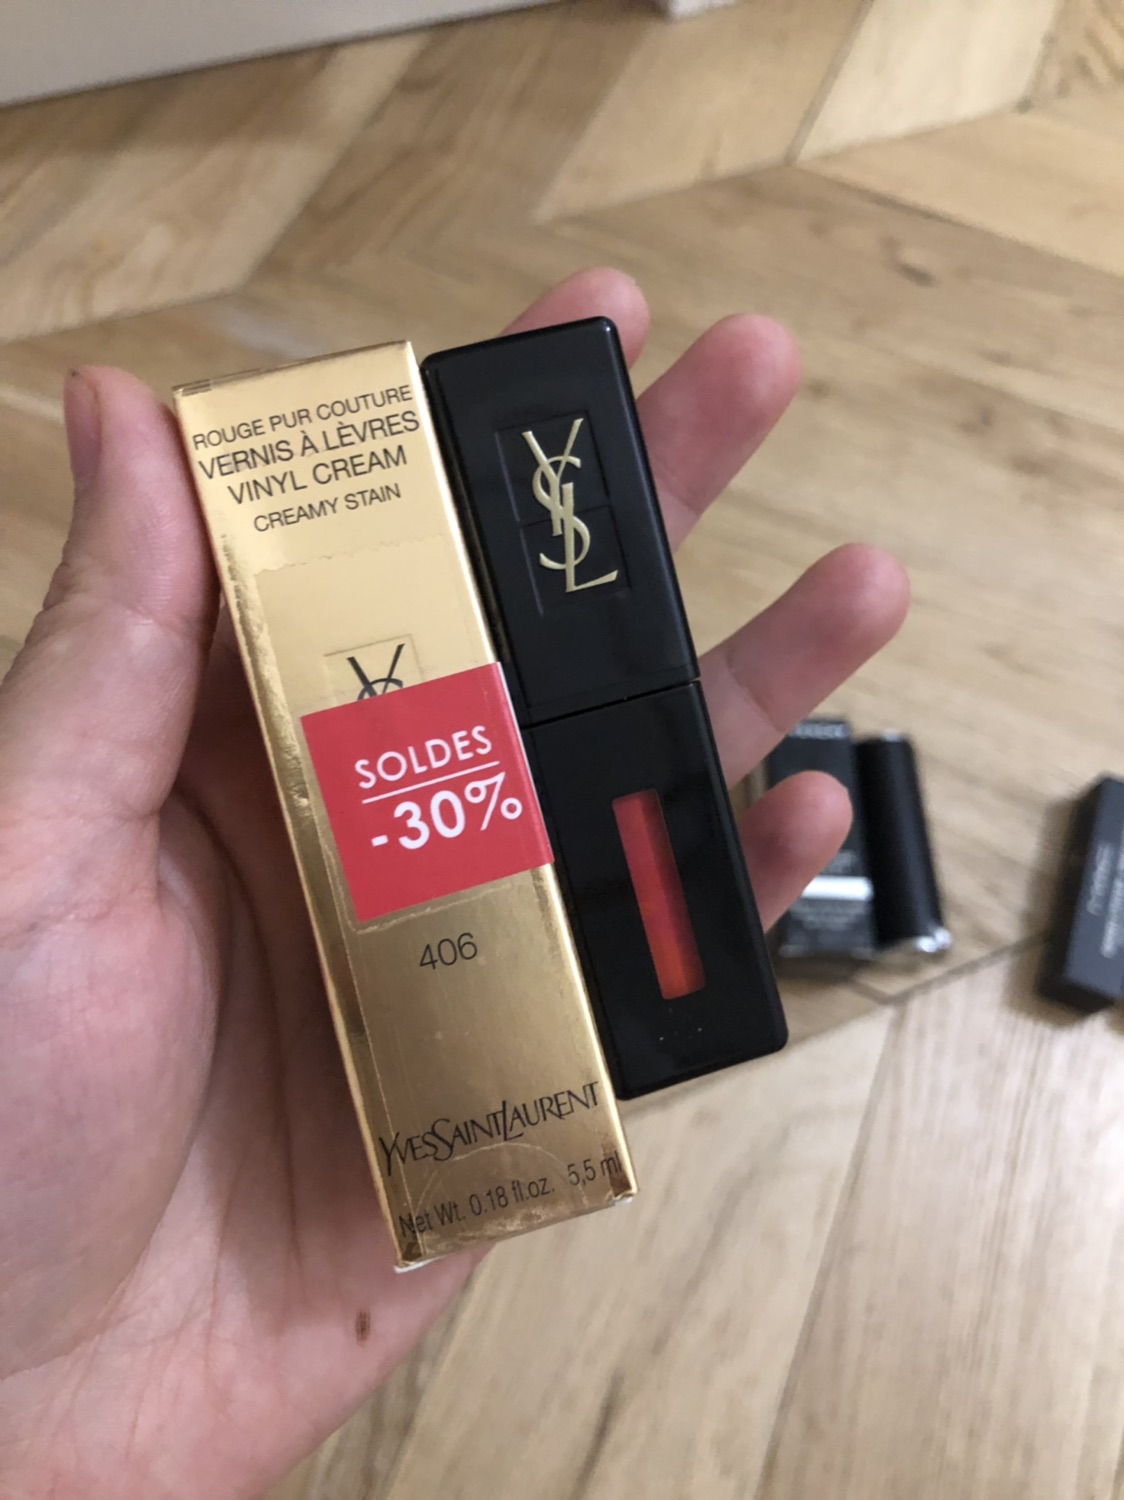 ROUGE PUR COUTURE
VERNIS À LÈVRES
VINYL CREAM
CREAMY STAIN
YSL
SOLDES
-30%
406
YVESSAINTLAURENT
Net Wt. 0.18 fl.oz. 5,5 ml
YSL